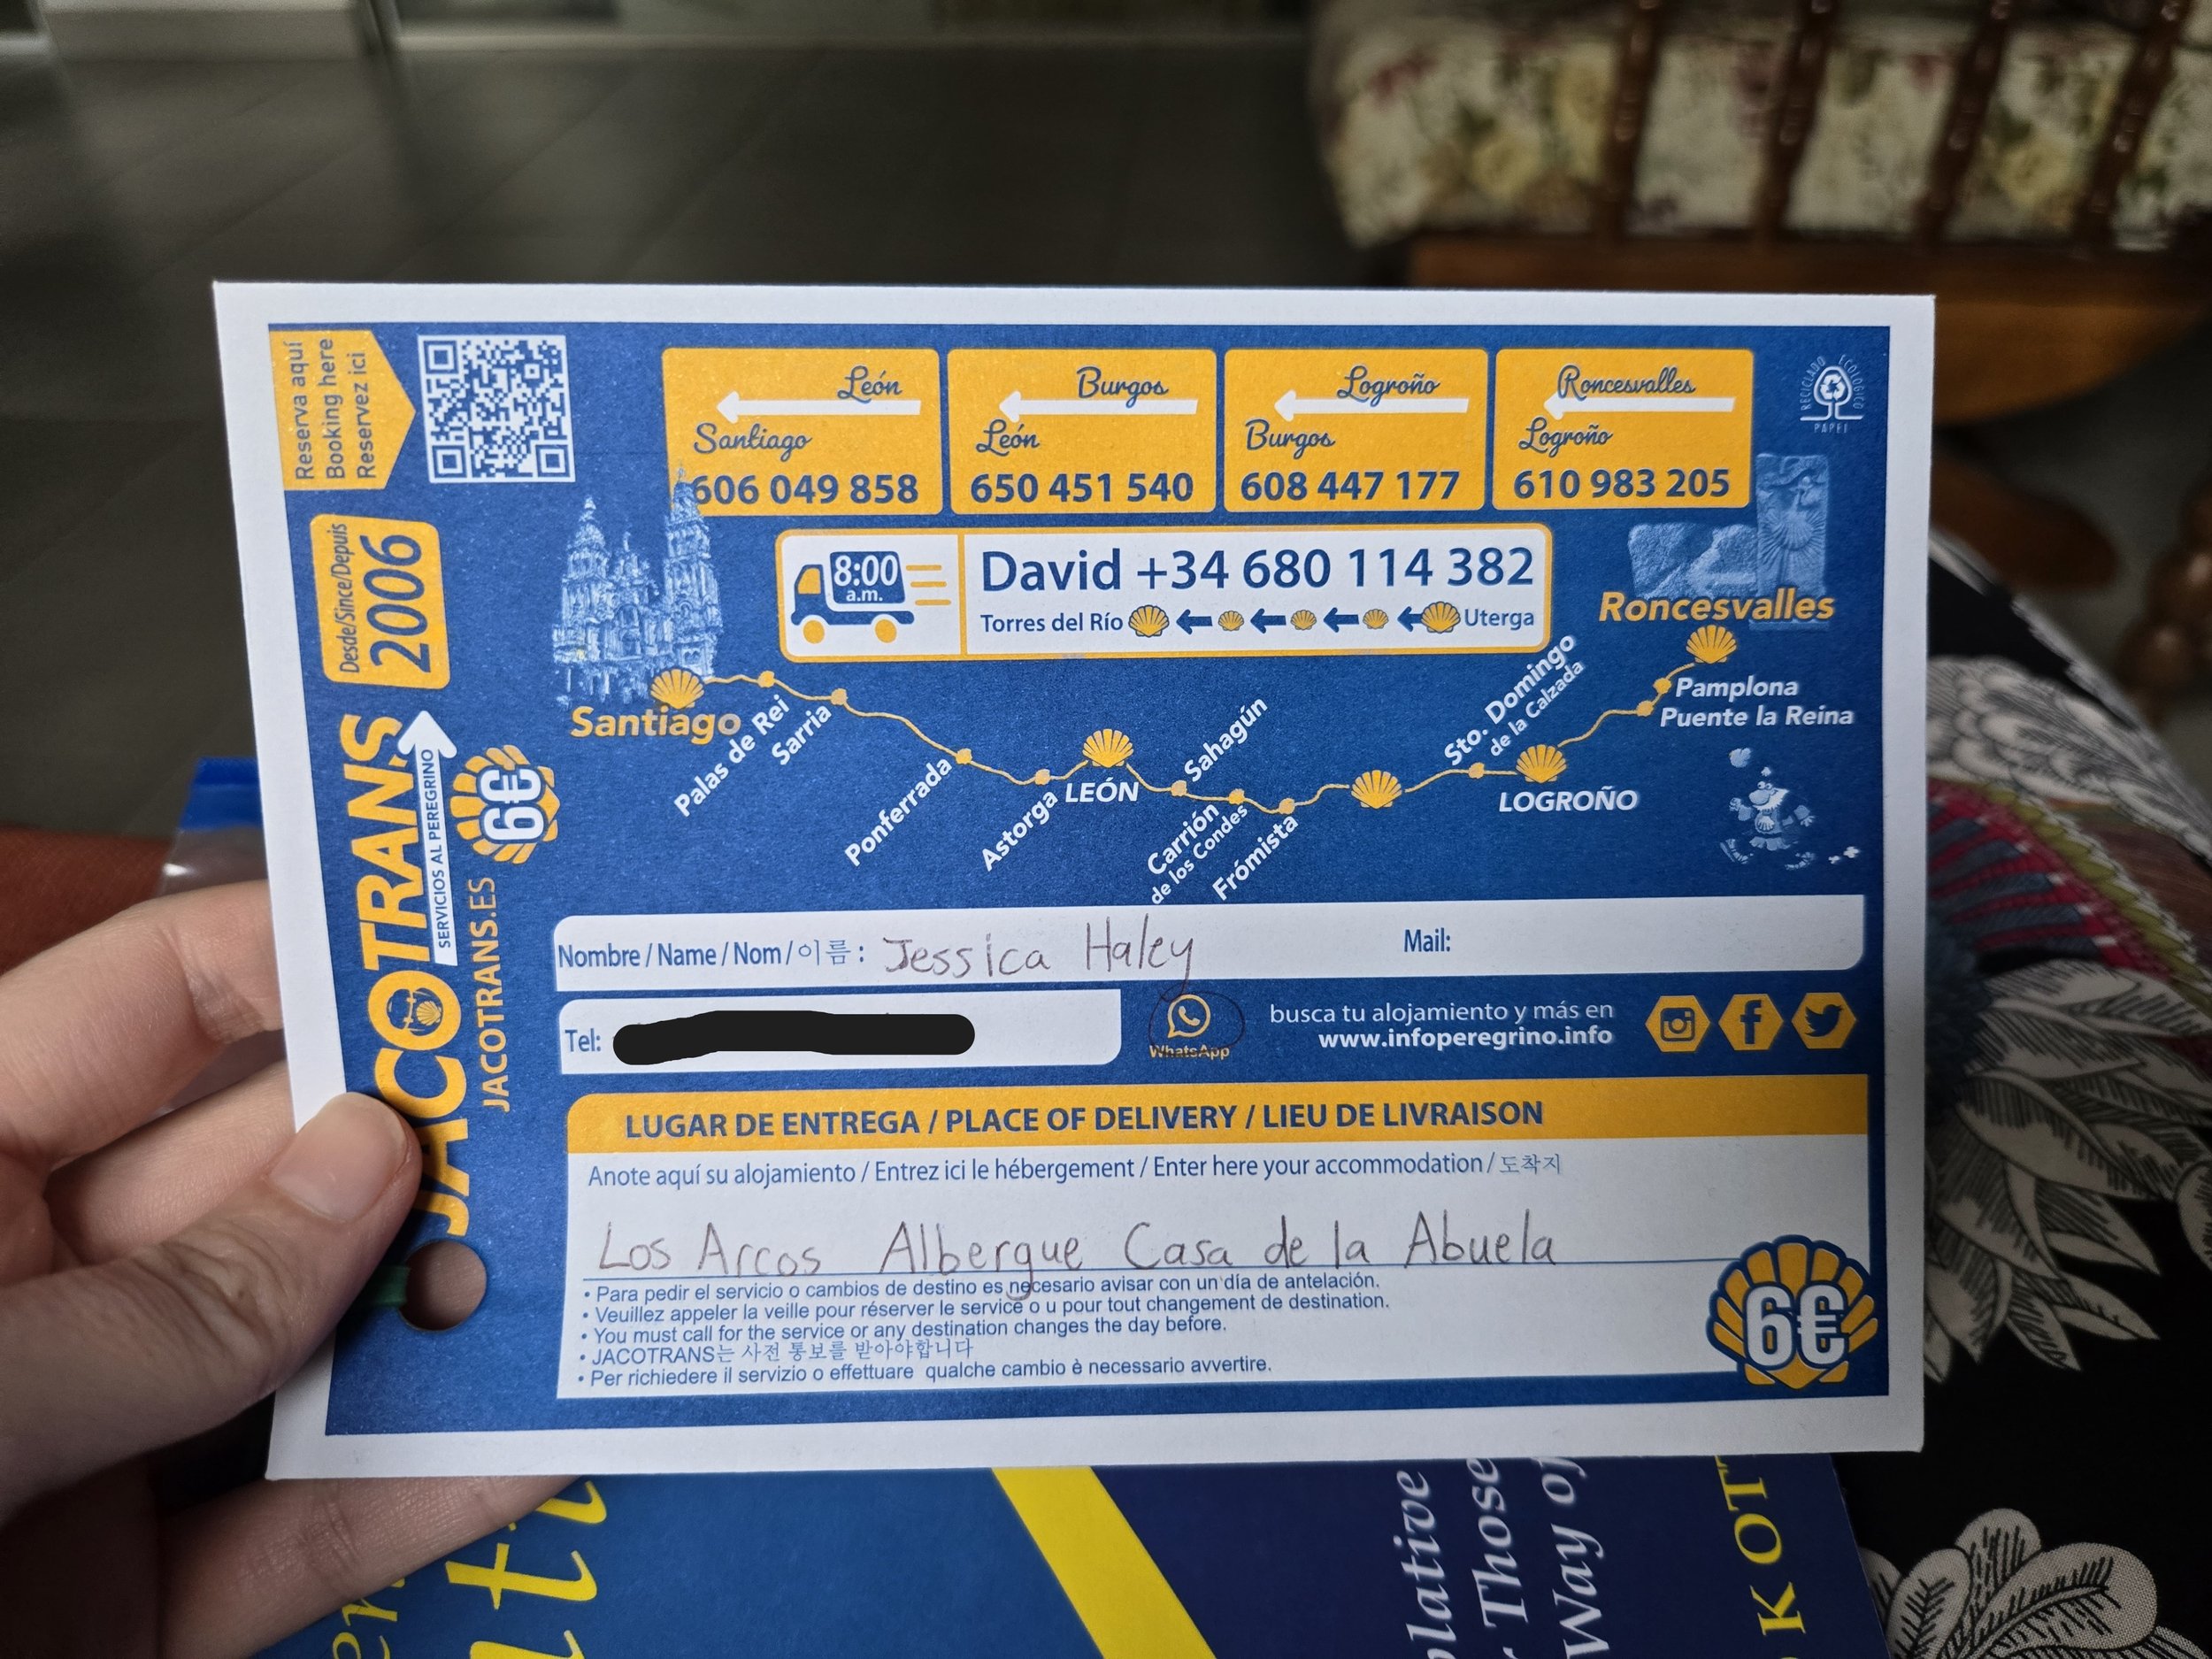 Reserva aquí
Booking here
Reservez ici
Desde/Since/Depuis
2006
JACOTRANS
SERVICIOS AL PEREGRINO
JACOTRANS.ES
6€
León
Santiago
606 049 858
Burgos
León
650 451 540
Logroño
Burgos
608 447 177
Roncesvalles
Logroño
610 983 205
RECICLADO ECOLOGICO
PAPEL
8:00
a.m.
David +34 680 114 382
Torres del Río Uterga
Roncesvalles
Pamplona
Puente la Reina
Sto. Domingo
de la Calzada
LOGROÑO
Santiago
Palas de Rei
Sarria
Ponferrada
Astorga
LEÓN
Sahagún
Carrión
de los Condes
Frómista
Nombre / Name / Nom / 이름 : Jessica Haley Mail:
Tel:
WhatsApp
busca tu alojamiento y más en
www.infoperegrino.info
LUGAR DE ENTREGA / PLACE OF DELIVERY / LIEU DE LIVRAISON
Anote aquí su alojamiento / Entrez ici le hébergement / Enter here your accommodation / 도착지
Los Arcos Albergue Casa de la Abuela
• Para pedir el servicio o cambios de destino es necesario avisar con un día de antelación.
• Veuillez appeler la veille pour réserver le service o u pour tout changement de destination.
• You must call for the service or any destination changes the day before.
• JACOTRANS는 사전 통보를 받아야합니다
• Per richiedere il servizio o effettuare qualche cambio è necessario avvertire.
6€
plative
Those
Way of
K OT